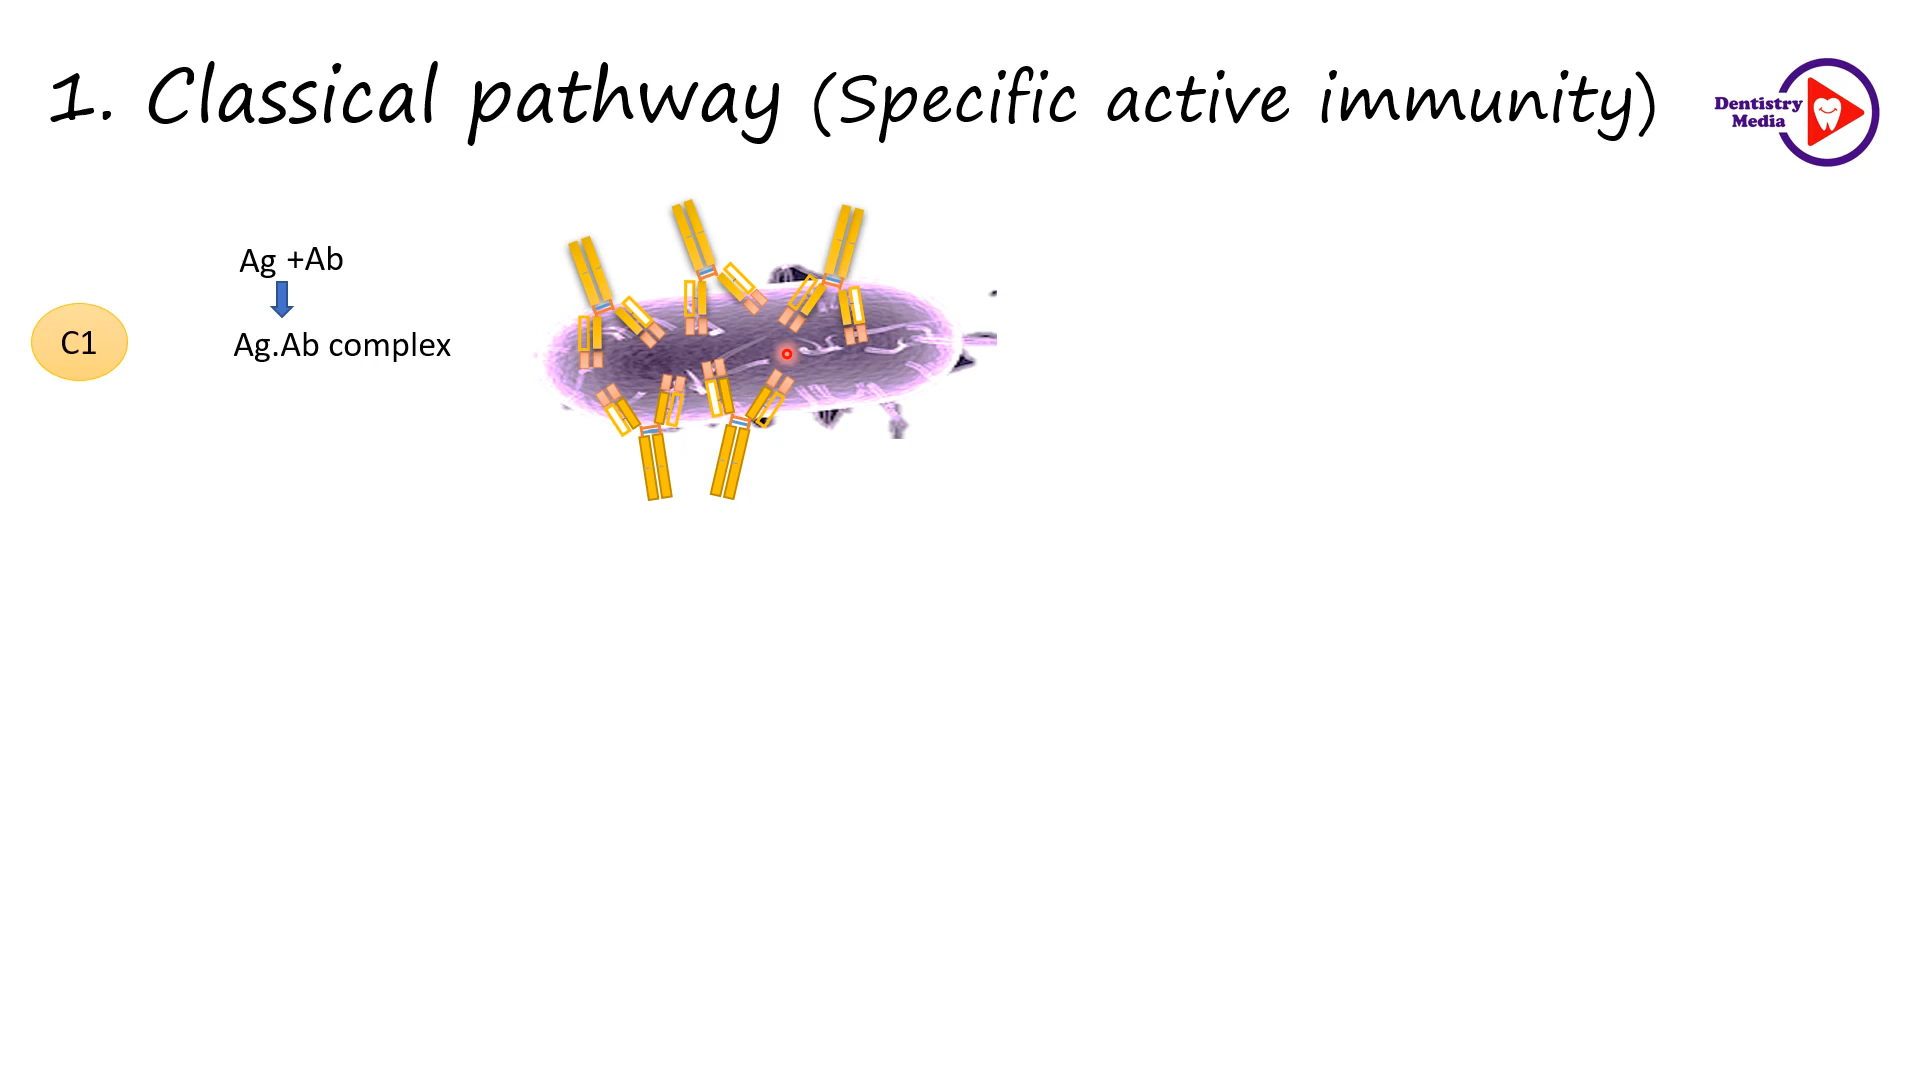 1. Classical pathway (Specific active immunity)
Dentistry
Media
Ag +Ab
C1
Ag.Ab complex